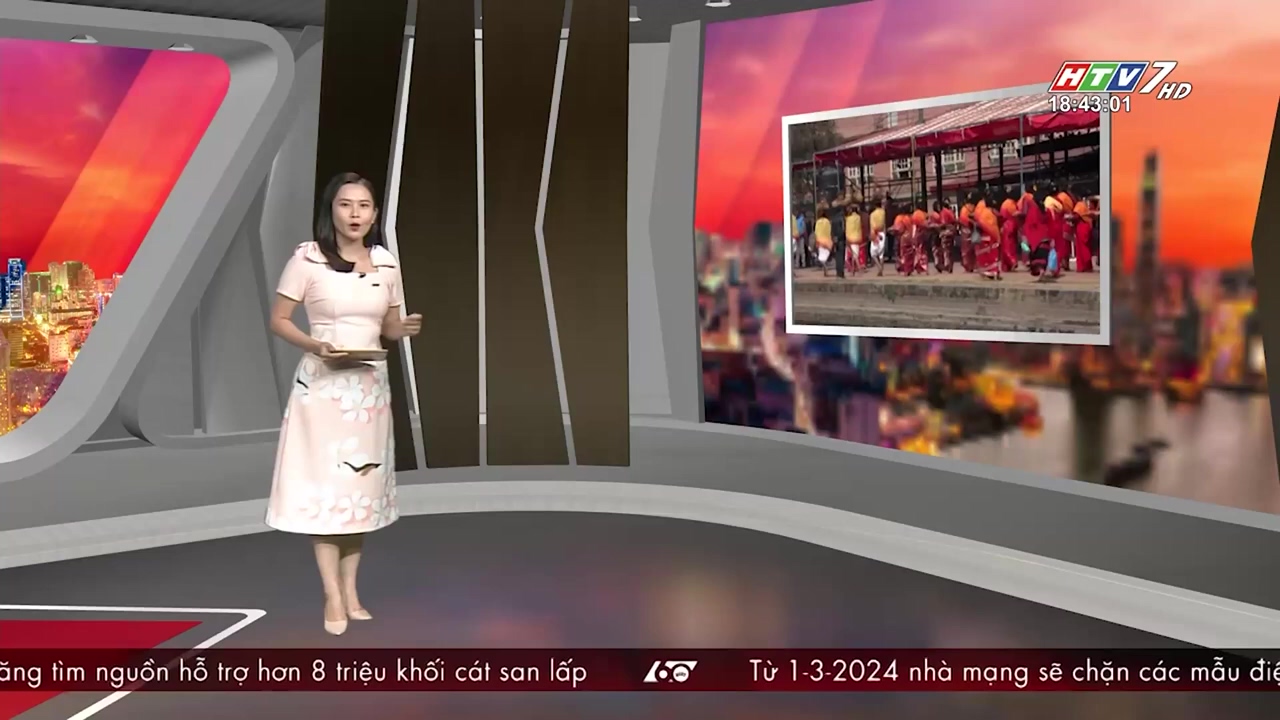 HTV7 HD
18:43:01
ăng tìm nguồn hỗ trợ hơn 8 triệu khối cát san lấp 60 Từ 1-3-2024 nhà mạng sẽ chặn các mẫu điệ